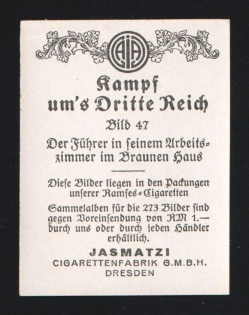 AJA
Kampf
um's Dritte Reich
Bild 47
Der Führer in seinem Arbeits-
zimmer im Braunen Haus
Diese Bilder liegen in den Packungen
unserer Ramses-Cigaretten
Sammelalben für die 273 Bilder sind
gegen Voreinsendung von RM 1.—
durch uns oder durch jeden Händler
erhältlich.
JASMATZI
CIGARETTENFABRIK G.M.B.H.
DRESDEN